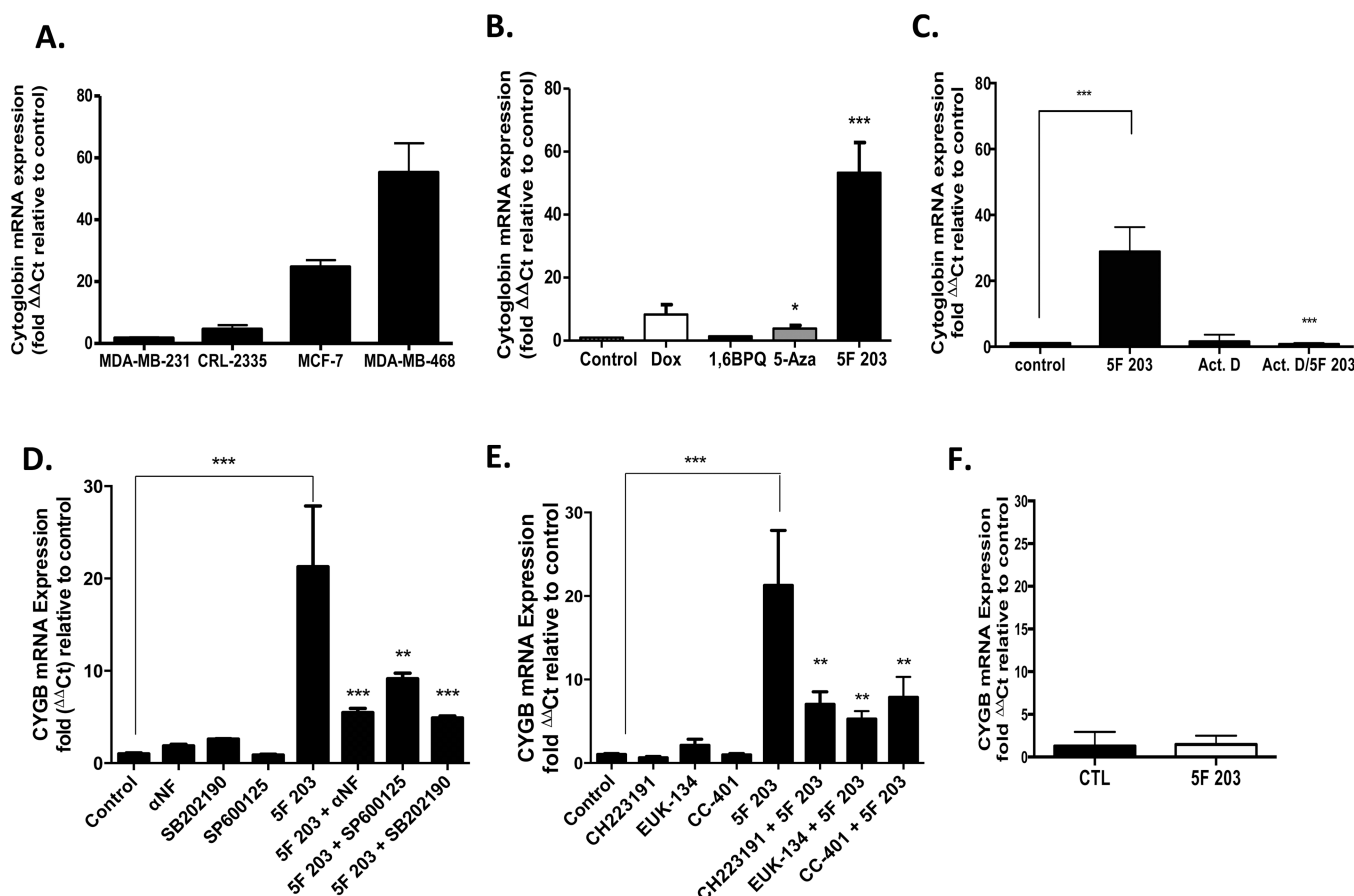 A.
Cytoglobin mRNA expression
(fold ΔΔCt relative to control)
80
60
40
20
0
MDA-MB-231 CRL-2335 MCF-7 MDA-MB-468
B.
Cytoglobin mRNA expression
(fold ΔΔCt relative to control)
80
60
40
20
0
*
***
Control Dox 1,6BPQ 5-Aza 5F 203
C.
Cytoglobin mRNA expression
fold ΔΔCt relative to control
80
60
40
20
0
***
***
control 5F 203 Act. D Act. D/5F 203
D.
CYGB mRNA Expression
fold (ΔΔCt) relative to control
30
20
10
0
***
***
**
***
Control
αNF
SB202190
SP600125
5F 203
5F 203 + αNF
5F 203 + SP600125
5F 203 + SB202190
E.
CYGB mRNA Expression
fold ΔΔCt relative to control
30
20
10
0
***
**
**
**
Control
CH223191
EUK-134
CC-401
5F 203
CH223191 + 5F 203
EUK-134 + 5F 203
CC-401 + 5F 203
F.
CYGB mRNA Expression
fold ΔΔCt relative to control
30
25
20
15
10
5
0
CTL 5F 203